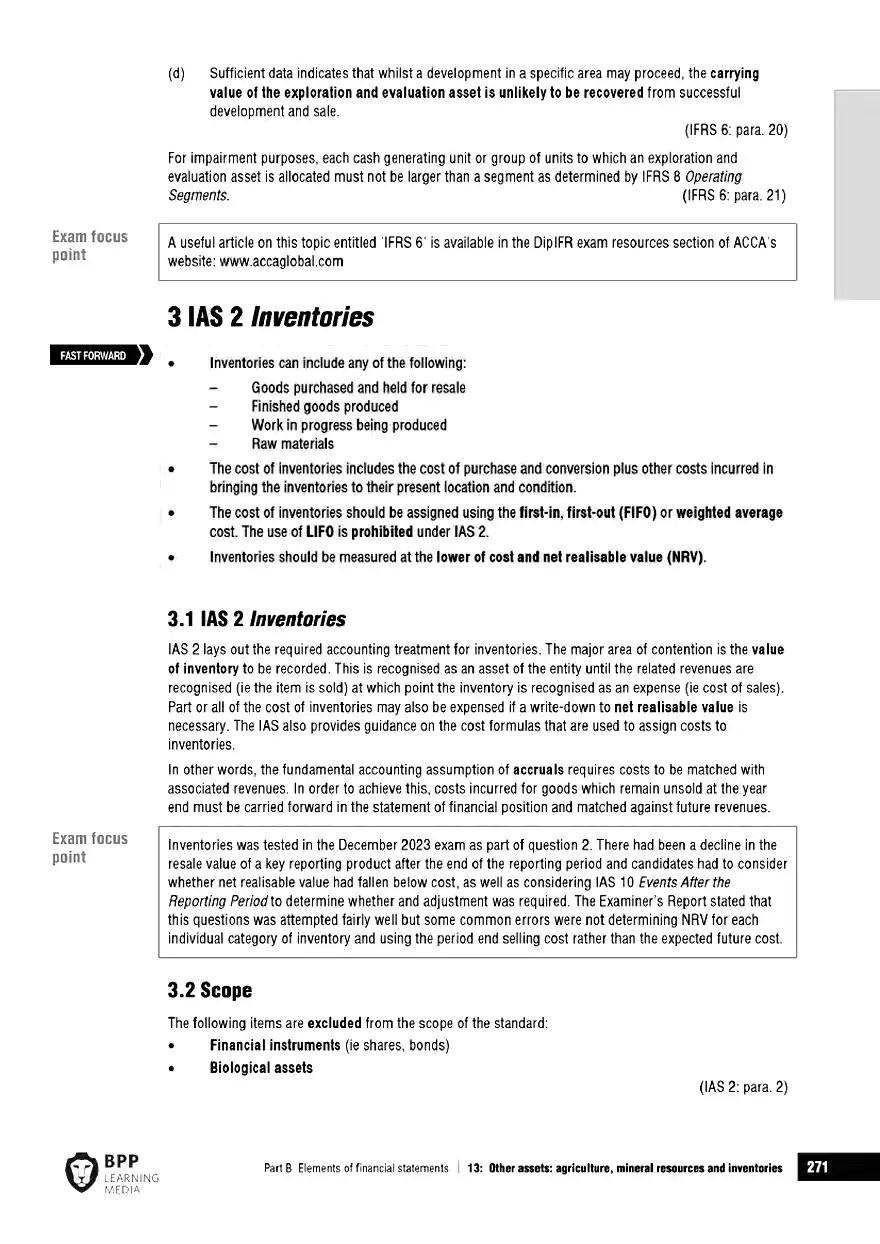 (d) Sufficient data indicates that whilst a development in a specific area may proceed, the carrying
value of the exploration and evaluation asset is unlikely to be recovered from successful
development and sale.
(IFRS 6: para. 20)
For impairment purposes, each cash generating unit or group of units to which an exploration and
evaluation asset is allocated must not be larger than a segment as determined by IFRS 8 Operating
Segments. (IFRS 6: para. 21)
Exam focus
point
A useful article on this topic entitled 'IFRS 6' is available in the DipIFR exam resources section of ACCA's
website: www.accaglobal.com
3 IAS 2 Inventories
FAST FORWARD
• Inventories can include any of the following:
– Goods purchased and held for resale
– Finished goods produced
– Work in progress being produced
– Raw materials
• The cost of inventories includes the cost of purchase and conversion plus other costs incurred in
bringing the inventories to their present location and condition.
• The cost of inventories should be assigned using the first-in, first-out (FIFO) or weighted average
cost. The use of LIFO is prohibited under IAS 2.
• Inventories should be measured at the lower of cost and net realisable value (NRV).
3.1 IAS 2 Inventories
IAS 2 lays out the required accounting treatment for inventories. The major area of contention is the value
of inventory to be recorded. This is recognised as an asset of the entity until the related revenues are
recognised (ie the item is sold) at which point the inventory is recognised as an expense (ie cost of sales).
Part or all of the cost of inventories may also be expensed if a write-down to net realisable value is
necessary. The IAS also provides guidance on the cost formulas that are used to assign costs to
inventories.
In other words, the fundamental accounting assumption of accruals requires costs to be matched with
associated revenues. In order to achieve this, costs incurred for goods which remain unsold at the year
end must be carried forward in the statement of financial position and matched against future revenues.
Exam focus
point
Inventories was tested in the December 2023 exam as part of question 2. There had been a decline in the
resale value of a key reporting product after the end of the reporting period and candidates had to consider
whether net realisable value had fallen below cost, as well as considering IAS 10 Events After the
Reporting Period to determine whether and adjustment was required. The Examiner's Report stated that
this questions was attempted fairly well but some common errors were not determining NRV for each
individual category of inventory and using the period end selling cost rather than the expected future cost.
3.2 Scope
The following items are excluded from the scope of the standard:
• Financial instruments (ie shares, bonds)
• Biological assets
(IAS 2: para. 2)
BPP
LEARNING
MEDIA
Part B Elements of financial statements | 13: Other assets: agriculture, mineral resources and inventories 271